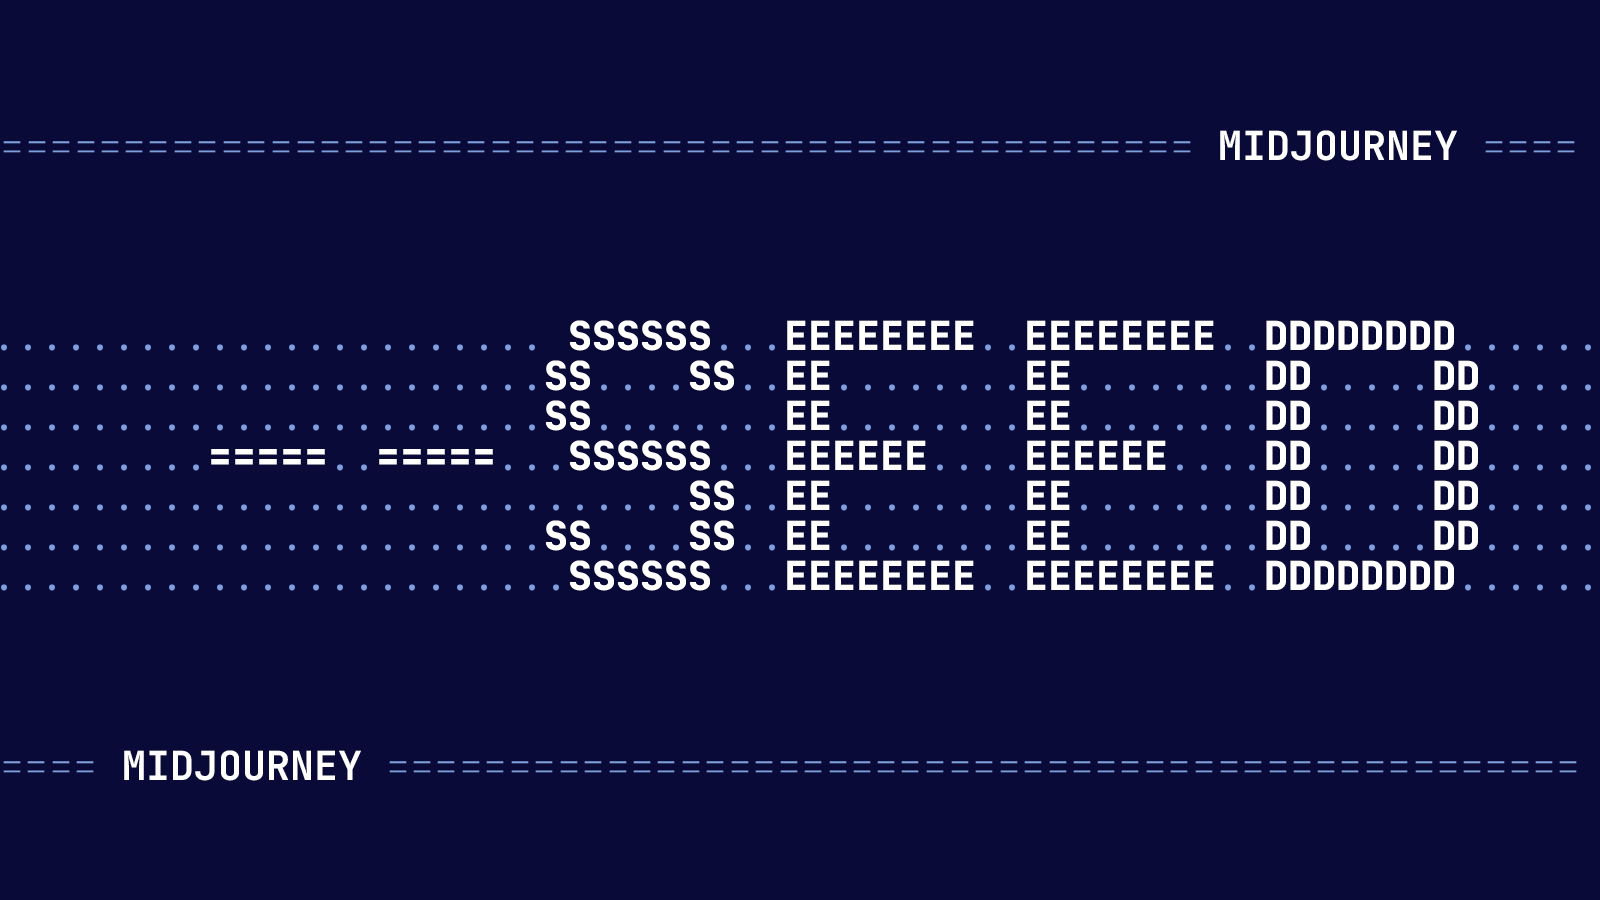 ================================================= MIDJOURNEY ====
....................... SSSSSS...EEEEEEEE..EEEEEEEE..DDDDDDDD......
.......................SS....SS..EE........EE........DD.....DD.....
.......................SS........EE........EE........DD.....DD.....
.........=====..=====...SSSSSS...EEEEEE....EEEEEE....DD.....DD.....
.............................SS..EE........EE........DD.....DD.....
.......................SS....SS..EE........EE........DD.....DD.....
........................SSSSSS...EEEEEEEE..EEEEEEEE..DDDDDDDD......
==== MIDJOURNEY =================================================